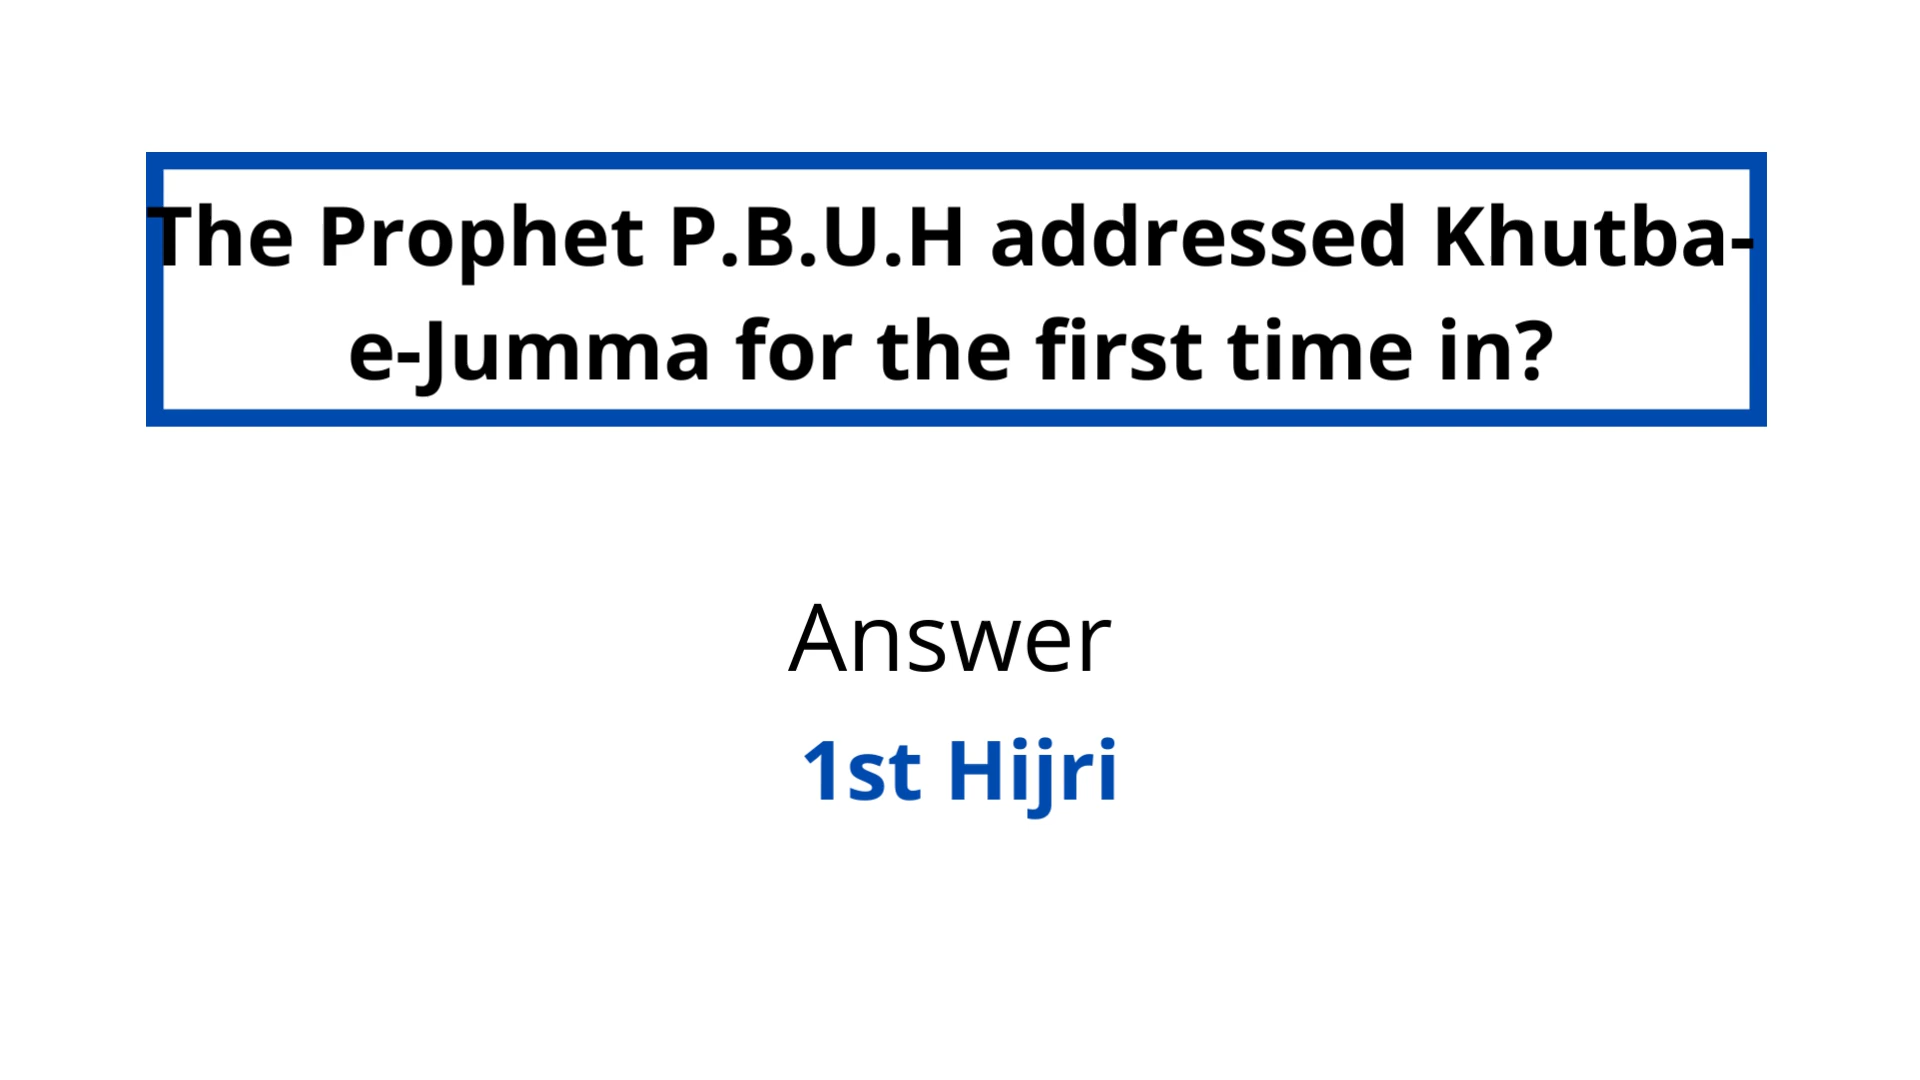 The Prophet P.B.U.H addressed Khutba-
e-Jumma for the first time in?
Answer
1st Hijri